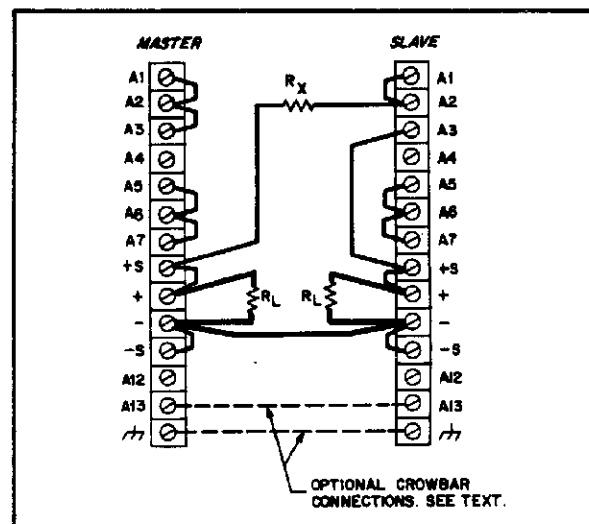 MASTER
SLAVE
A1
A2
A3
A4
A5
A6
A7
+S
+
-
-S
A12
A13
RX
RL
RL
A1
A2
A3
A4
A5
A6
A7
+S
+
-
-S
A12
A13
OPTIONAL CROWBAR
CONNECTIONS. SEE TEXT.